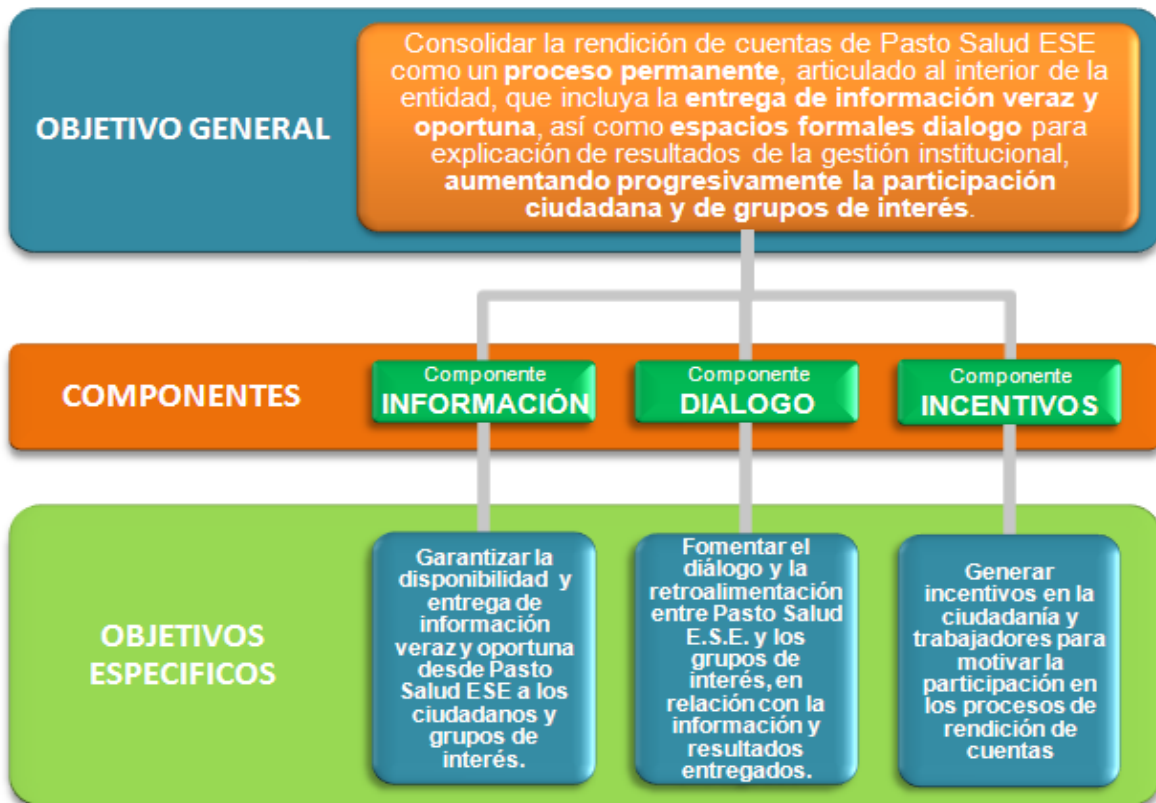 OBJETIVO GENERAL
Consolidar la rendición de cuentas de Pasto Salud ESE
como un proceso permanente, articulado al interior de la
entidad, que incluya la entrega de información veraz y
oportuna, así como espacios formales dialogo para
explicación de resultados de la gestión institucional,
aumentando progresivamente la participación
ciudadana y de grupos de interés.
COMPONENTES
Componente
INFORMACIÓN
Componente
DIALOGO
Componente
INCENTIVOS
OBJETIVOS
ESPECIFICOS
Garantizar la
disponibilidad y
entrega de
información
veraz y oportuna
desde Pasto
Salud ESE a los
ciudadanos y
grupos de
interés.
Fomentar el
diálogo y la
retroalimentación
entre Pasto Salud
E.S.E. y los
grupos de
interés, en
relación con la
información y
resultados
entregados.
Generar
incentivos en la
ciudadanía y
trabajadores para
motivar la
participación en
los procesos de
rendición de
cuentas